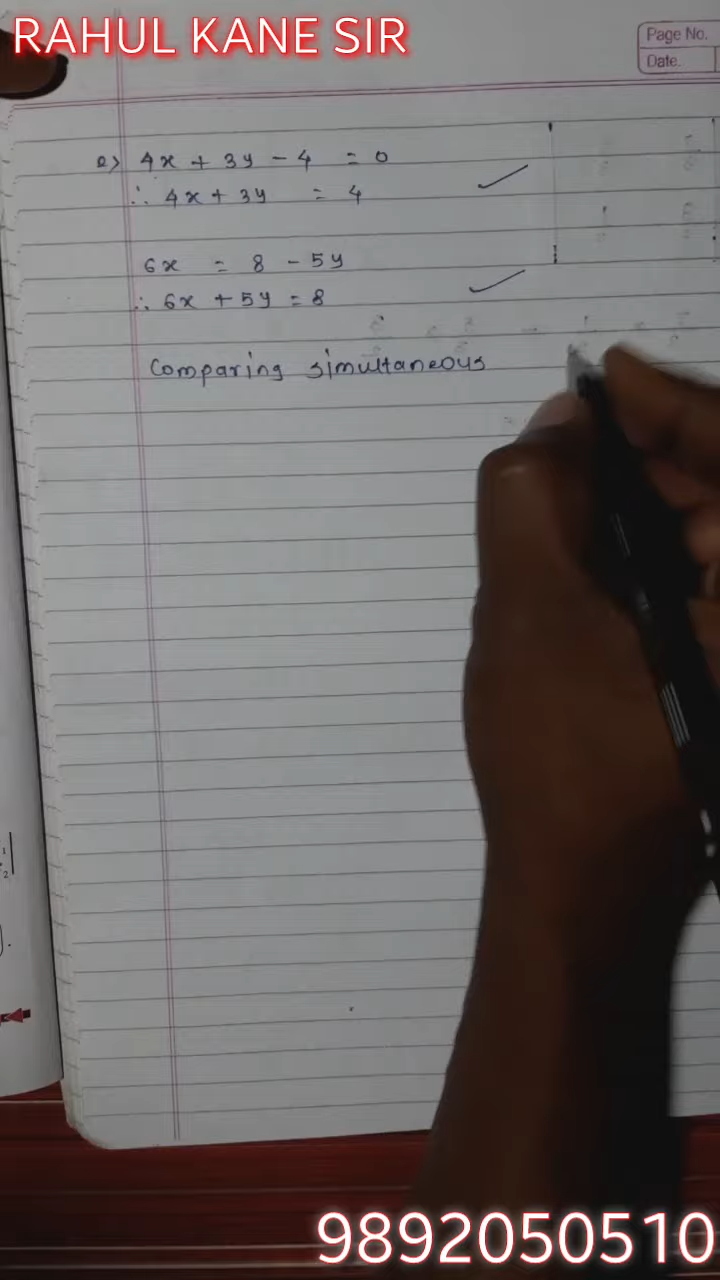 RAHUL KANE SIR
Page No.
Date.
Q> 4x + 3y - 4 = 0
∴ 4x + 3y = 4
6x = 8 - 5y
∴ 6x + 5y = 8
Comparing simultaneous
9892050510